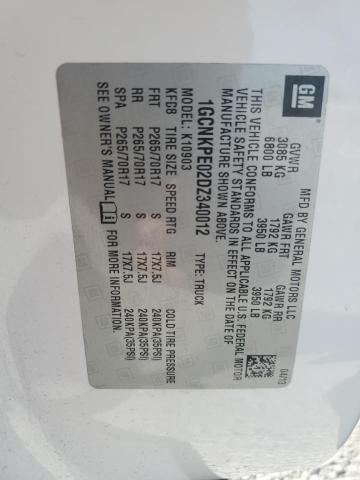 GM
MFD BY GENERAL MOTORS LLC 04/13
GVWR GAWR FRT GAWR RR
3085 KG 1792 KG 1792 KG
6800 LB 3950 LB 3950 LB
THIS VEHICLE CONFORMS TO ALL APPLICABLE U.S. FEDERAL MOTOR
VEHICLE SAFETY STANDARDS IN EFFECT ON THE DATE OF
MANUFACTURE SHOWN ABOVE.
1GCNKPE02DZ340012 TYPE: TRUCK
MODEL: K10903
KFD8 TIRE SIZE SPEED RTG RIM COLD TIRE PRESSURE
FRT P265/70R17 S 17X7.5J 240KPA(35PSI)
RR P265/70R17 S 17X7.5J 240KPA(35PSI)
SPA P265/70R17 S 17X7.5J 240KPA(35PSI)
SEE OWNER'S MANUAL FOR MORE INFORMATION.